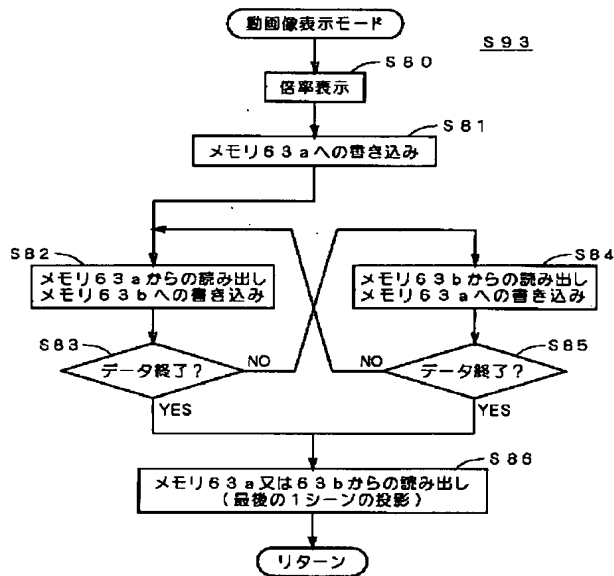 動画像表示モード
S93
S80
倍率表示
S81
メモリ63aへの書き込み
S82
メモリ63aからの読み出し
メモリ63bへの書き込み
S84
メモリ63bからの読み出し
メモリ63aへの書き込み
S83
データ終了?
NO
YES
S85
データ終了?
NO
YES
S86
メモリ63a又は63bからの読み出し
(最後の1シーンの投影)
リターン